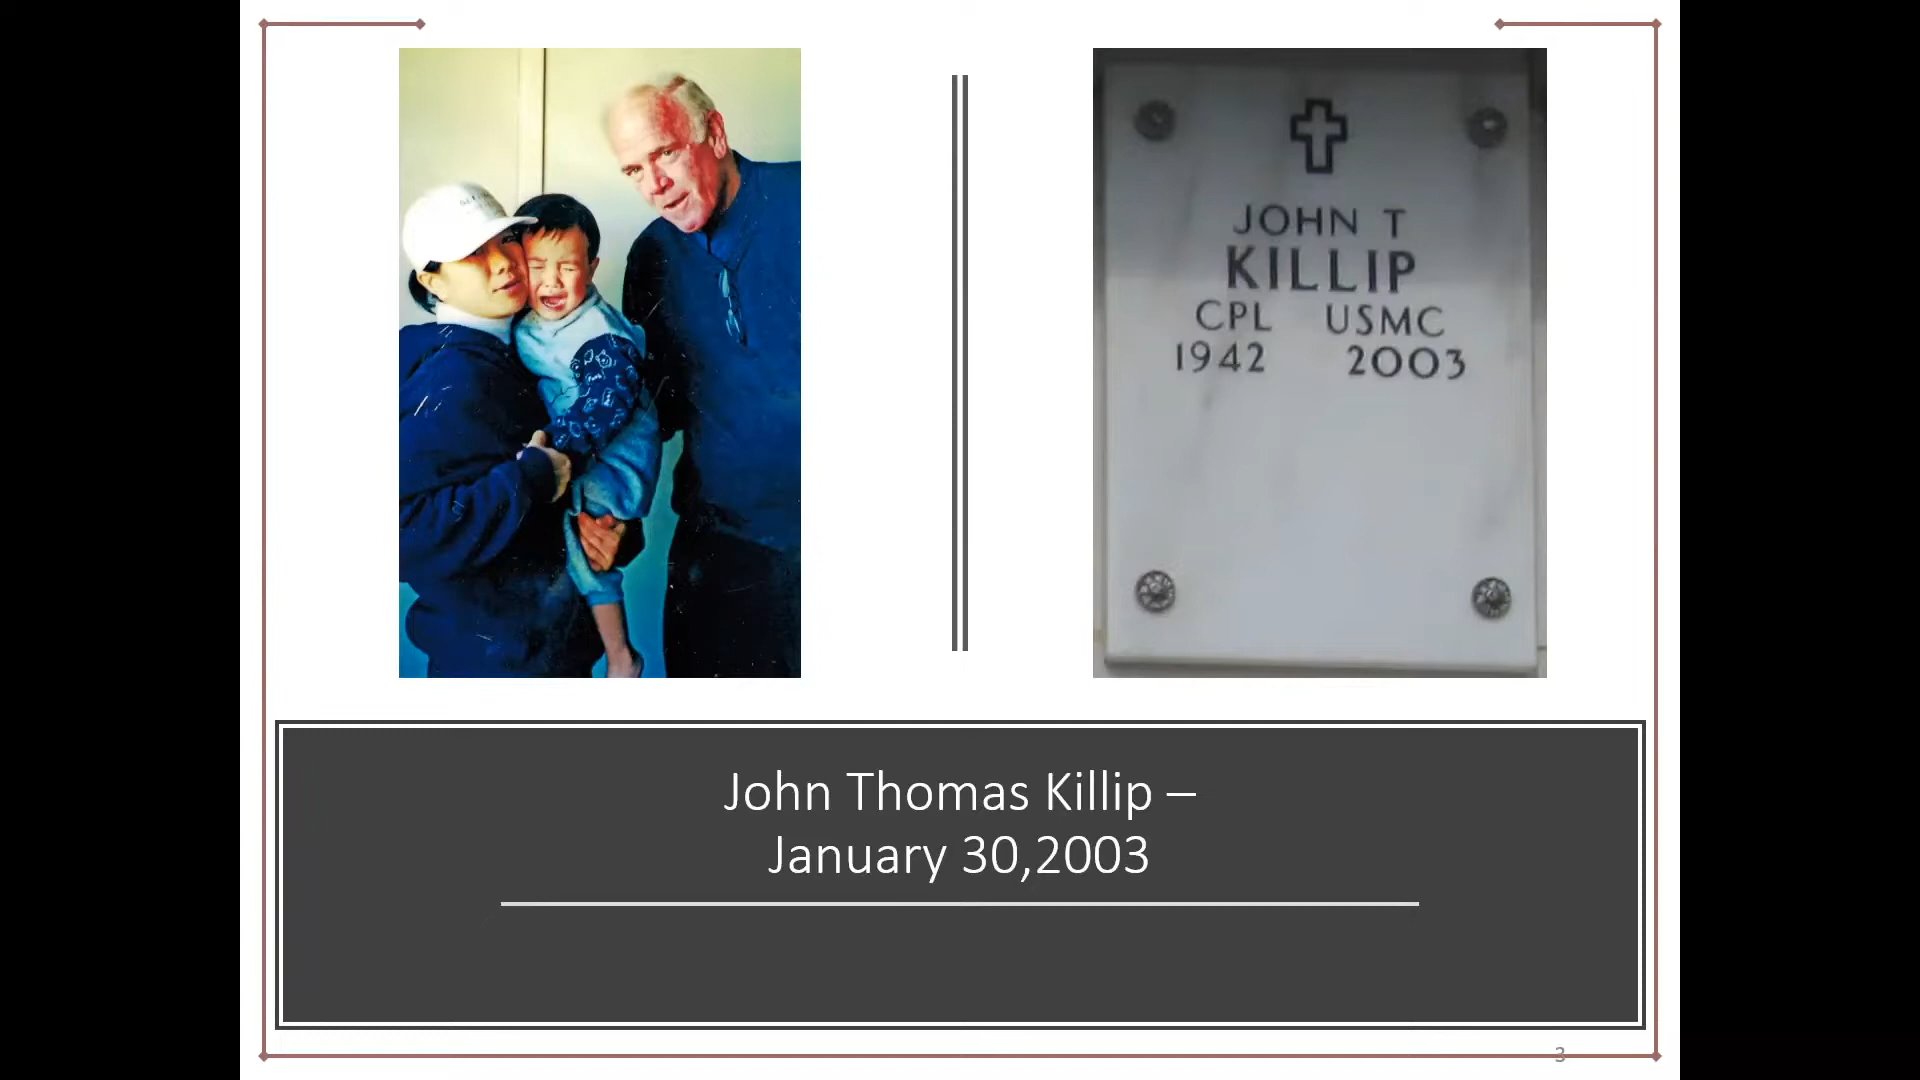 JOHN T
KILLIP
CPL USMC
1942 2003
John Thomas Killip –
January 30,2003
3